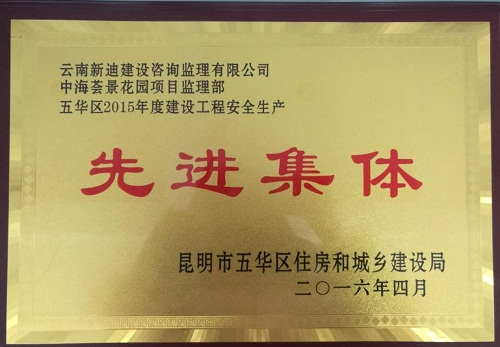 云南新迪建设咨询监理有限公司
中海荟景花园项目监理部
五华区2015年度建设工程安全生产
先进集体
昆明市五华区住房和城乡建设局
二〇一六年四月